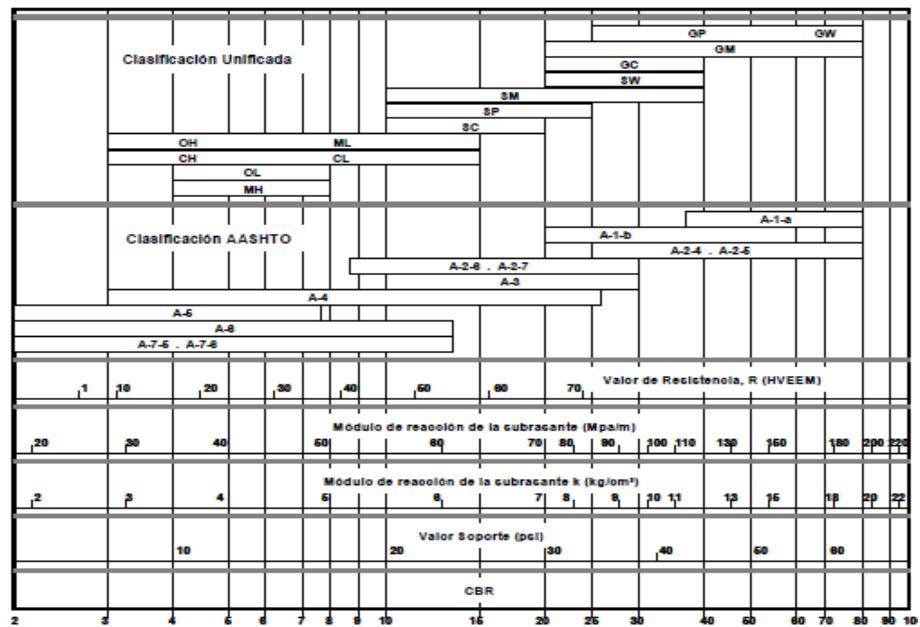 GP GW
GM
Clasificación Unificada
GC
SW
SM
SP
SC
OH ML
CH CL
OL
MH
A-1-a
Clasificación AASHTO
A-1-b
A-2-4 . A-2-5
A-2-6 . A-2-7
A-3
A-4
A-5
A-6
A-7-5 . A-7-6
Valor de Resistencia, R (HVEEM)
1 10 20 30 40 50 60 70
Módulo de reacción de la subrasante (Mpa/m)
20 30 40 50 60 70 80 90 100 110 130 150 180 200 220
Módulo de reacción de la subrasante k (kg/cm³)
2 3 4 5 6 7 8 9 10 11 13 15 18 20 22
Valor Soporte (psi)
10 20 30 40 50 60
CBR
2 3 4 5 6 7 8 9 10 15 20 25 30 40 50 60 70 80 90 10